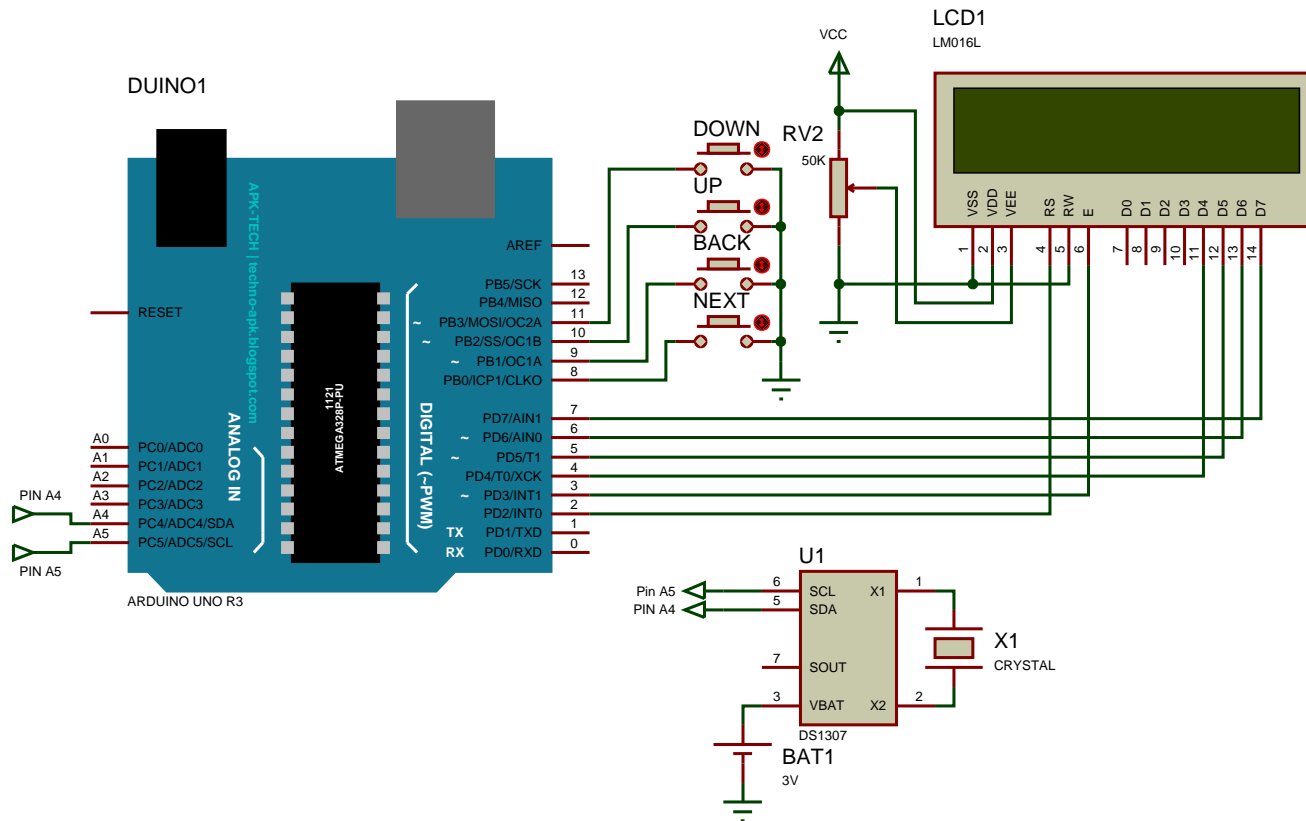 LCD1
LM016L
VCC
DUINO1
DOWN
RV2
50K
UP
BACK
NEXT
VSS
VDD
VEE
RS
RW
E
D0
D1
D2
D3
D4
D5
D6
D7
1
2
3
4
5
6
7
8
9
10
11
12
13
14
APK-TECH | techno-apk.blogspot.com
RESET
AREF
PB5/SCK 13
PB4/MISO 12
~ PB3/MOSI/OC2A 11
~ PB2/SS/OC1B 10
~ PB1/OC1A 9
PB0/ICP1/CLKO 8
1121
ATMEGA328P-PU
DIGITAL (~PWM)
ANALOG IN
PD7/AIN1 7
~ PD6/AIN0 6
~ PD5/T1 5
PD4/T0/XCK 4
~ PD3/INT1 3
PD2/INT0 2
TX PD1/TXD 1
RX PD0/RXD 0
A0 PC0/ADC0
A1 PC1/ADC1
A2 PC2/ADC2
A3 PC3/ADC3
PIN A4
A4 PC4/ADC4/SDA
A5 PC5/ADC5/SCL
PIN A5
ARDUINO UNO R3
U1
Pin A5 6 SCL X1 1
PIN A4 5 SDA
7 SOUT
3 VBAT X2 2
DS1307
X1
CRYSTAL
BAT1
3V